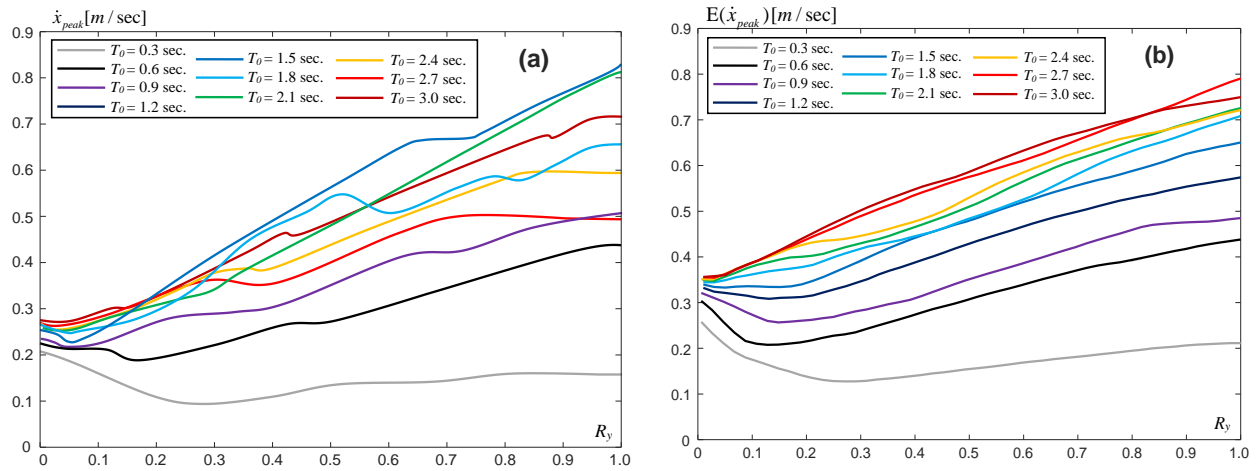 ẋpeak[m / sec]
0.9
0.8
0.7
0.6
0.5
0.4
0.3
0.2
0.1
0
T0 = 0.3 sec.
T0 = 0.6 sec.
T0 = 0.9 sec.
T0 = 1.2 sec.
T0 = 1.5 sec.
T0 = 1.8 sec.
T0 = 2.1 sec.
T0 = 2.4 sec.
T0 = 2.7 sec.
T0 = 3.0 sec.
(a)
Ry
0 0.1 0.2 0.3 0.4 0.5 0.6 0.7 0.8 0.9 1.0
E(ẋpeak)[m / sec]
0.9
0.8
0.7
0.6
0.5
0.4
0.3
0.2
0.1
0
T0 = 0.3 sec.
T0 = 0.6 sec.
T0 = 0.9 sec.
T0 = 1.2 sec.
T0 = 1.5 sec.
T0 = 1.8 sec.
T0 = 2.1 sec.
T0 = 2.4 sec.
T0 = 2.7 sec.
T0 = 3.0 sec.
(b)
Ry
0 0.1 0.2 0.3 0.4 0.5 0.6 0.7 0.8 0.9 1.0